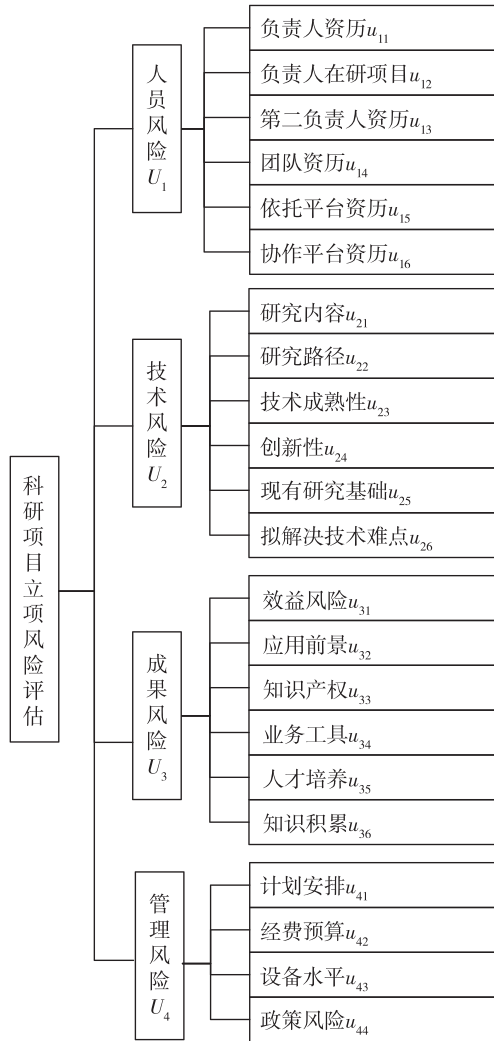 科研项目立项风险评估
人员风险U₁
负责人资历u₁₁
负责人在研项目u₁₂
第二负责人资历u₁₃
团队资历u₁₄
依托平台资历u₁₅
协作平台资历u₁₆
技术风险U₂
研究内容u₂₁
研究路径u₂₂
技术成熟性u₂₃
创新性u₂₄
现有研究基础u₂₅
拟解决技术难点u₂₆
成果风险U₃
效益风险u₃₁
应用前景u₃₂
知识产权u₃₃
业务工具u₃₄
人才培养u₃₅
知识积累u₃₆
管理风险U₄
计划安排u₄₁
经费预算u₄₂
设备水平u₄₃
政策风险u₄₄